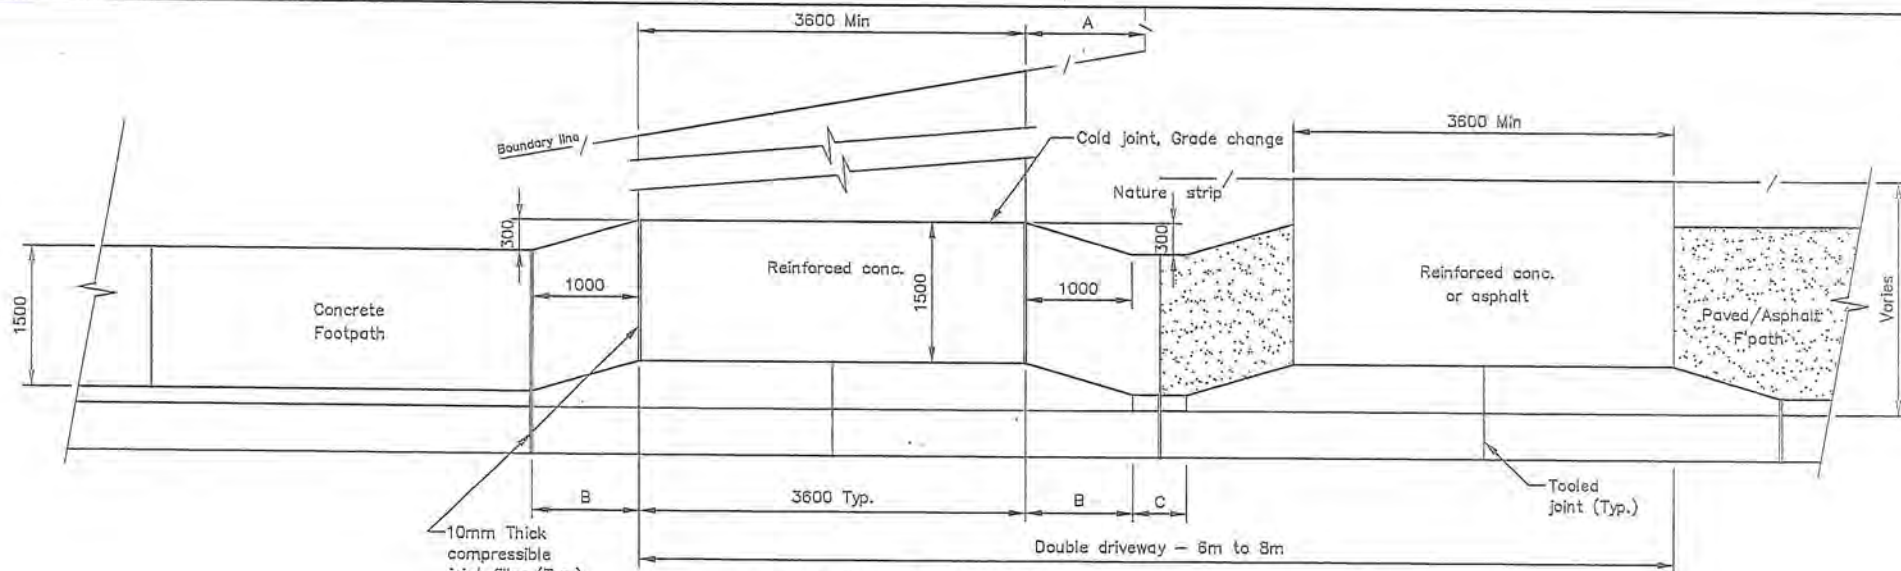 3600 Min
A
Boundary line
Cold joint, Grade change
3600 Min
Nature strip
300
300
1500
Concrete
Footpath
1000
Reinforced conc.
1500
1000
Reinforced conc.
or asphalt
Paved/Asphalt
F'path
Varies
B
3600 Typ.
B
C
Tooled
joint (Typ.)
10mm Thick
compressible
Double driveway – 6m to 8m